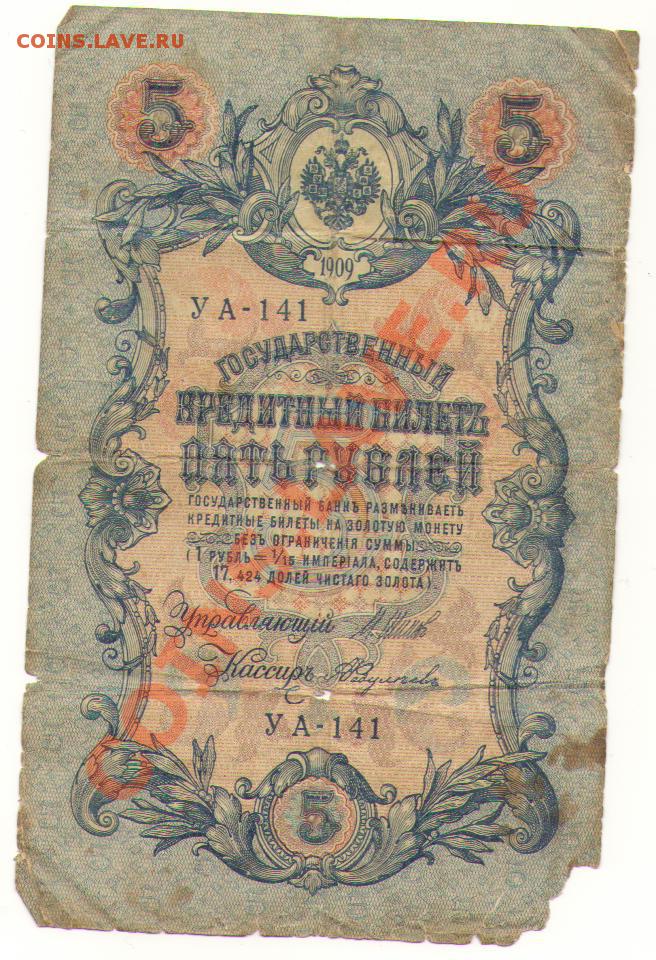 COINS.LAVE.RU
5 5
1909
УА-141
ГОСУДАРСТВЕННЫЙ
КРЕДИТНЫЙ БИЛЕТЪ
ПЯТЬ РУБЛЕЙ
ГОСУДАРСТВЕННЫЙ БАНКЪ РАЗМѢНИВАЕТЪ
КРЕДИТНЫЕ БИЛЕТЫ НА ЗОЛОТУЮ МОНЕТУ
БЕЗЪ ОГРАНИЧЕНІЯ СУММЫ
(1 РУБЛЬ = 1/15 ИМПЕРІАЛА, СОДЕРЖИТЪ
17,424 ДОЛЕЙ ЧИСТАГО ЗОЛОТА).
Управляющій
Кассиръ
УА-141
5